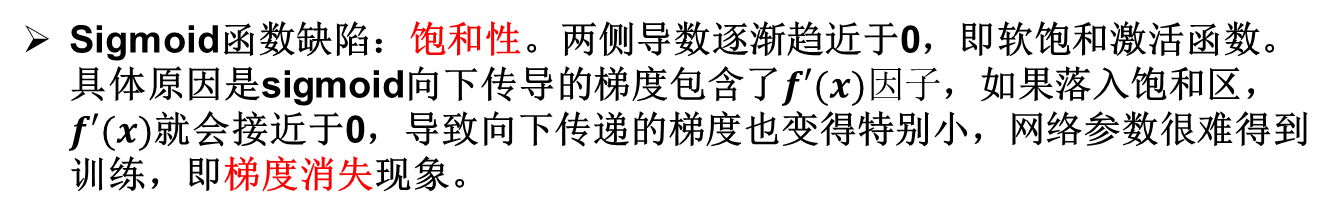 ➢ Sigmoid函数缺陷：饱和性。两侧导数逐渐趋近于0，即软饱和激活函数。
具体原因是sigmoid向下传导的梯度包含了f′(x)因子，如果落入饱和区，
f′(x)就会接近于0，导致向下传递的梯度也变得特别小，网络参数很难得到
训练，即梯度消失现象。